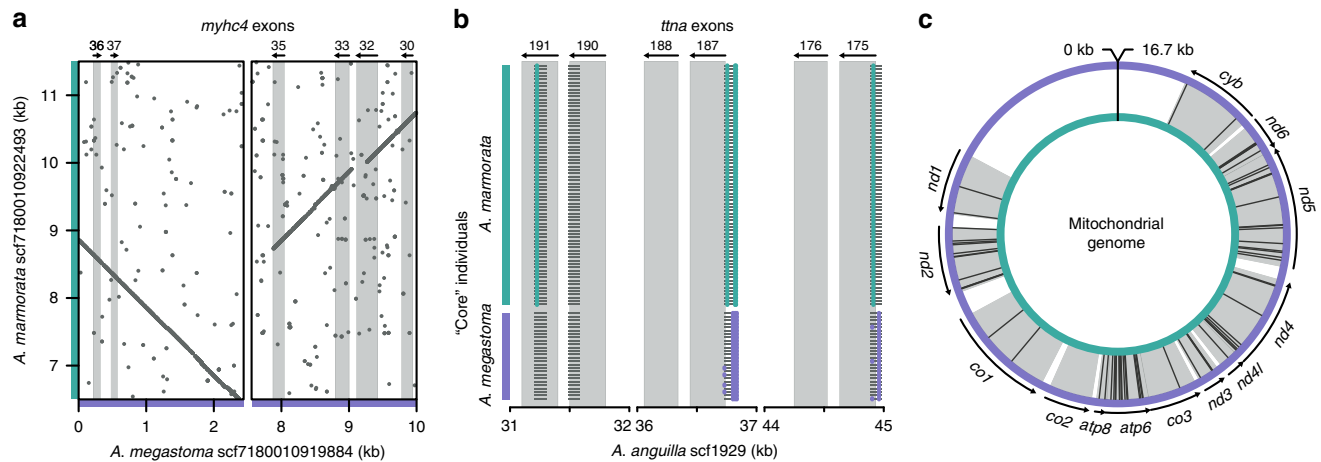 a
myhc4 exons
36 37 35 33 32 30
A. marmorata scf7180010922493 (kb)
11
10
9
8
7
0 1 2 8 9 10
A. megastoma scf7180010919884 (kb)
b
ttna exons
191 190 188 187 176 175
"Core" individuals
A. marmorata
A. megastoma
31 32 36 37 44 45
A. anguilla scf1929 (kb)
c
0 kb 16.7 kb
cyb
nd6
nd5
nd4
nd4l
nd3
co3
atp6
atp8
co2
co1
nd2
nd1
Mitochondrial
genome